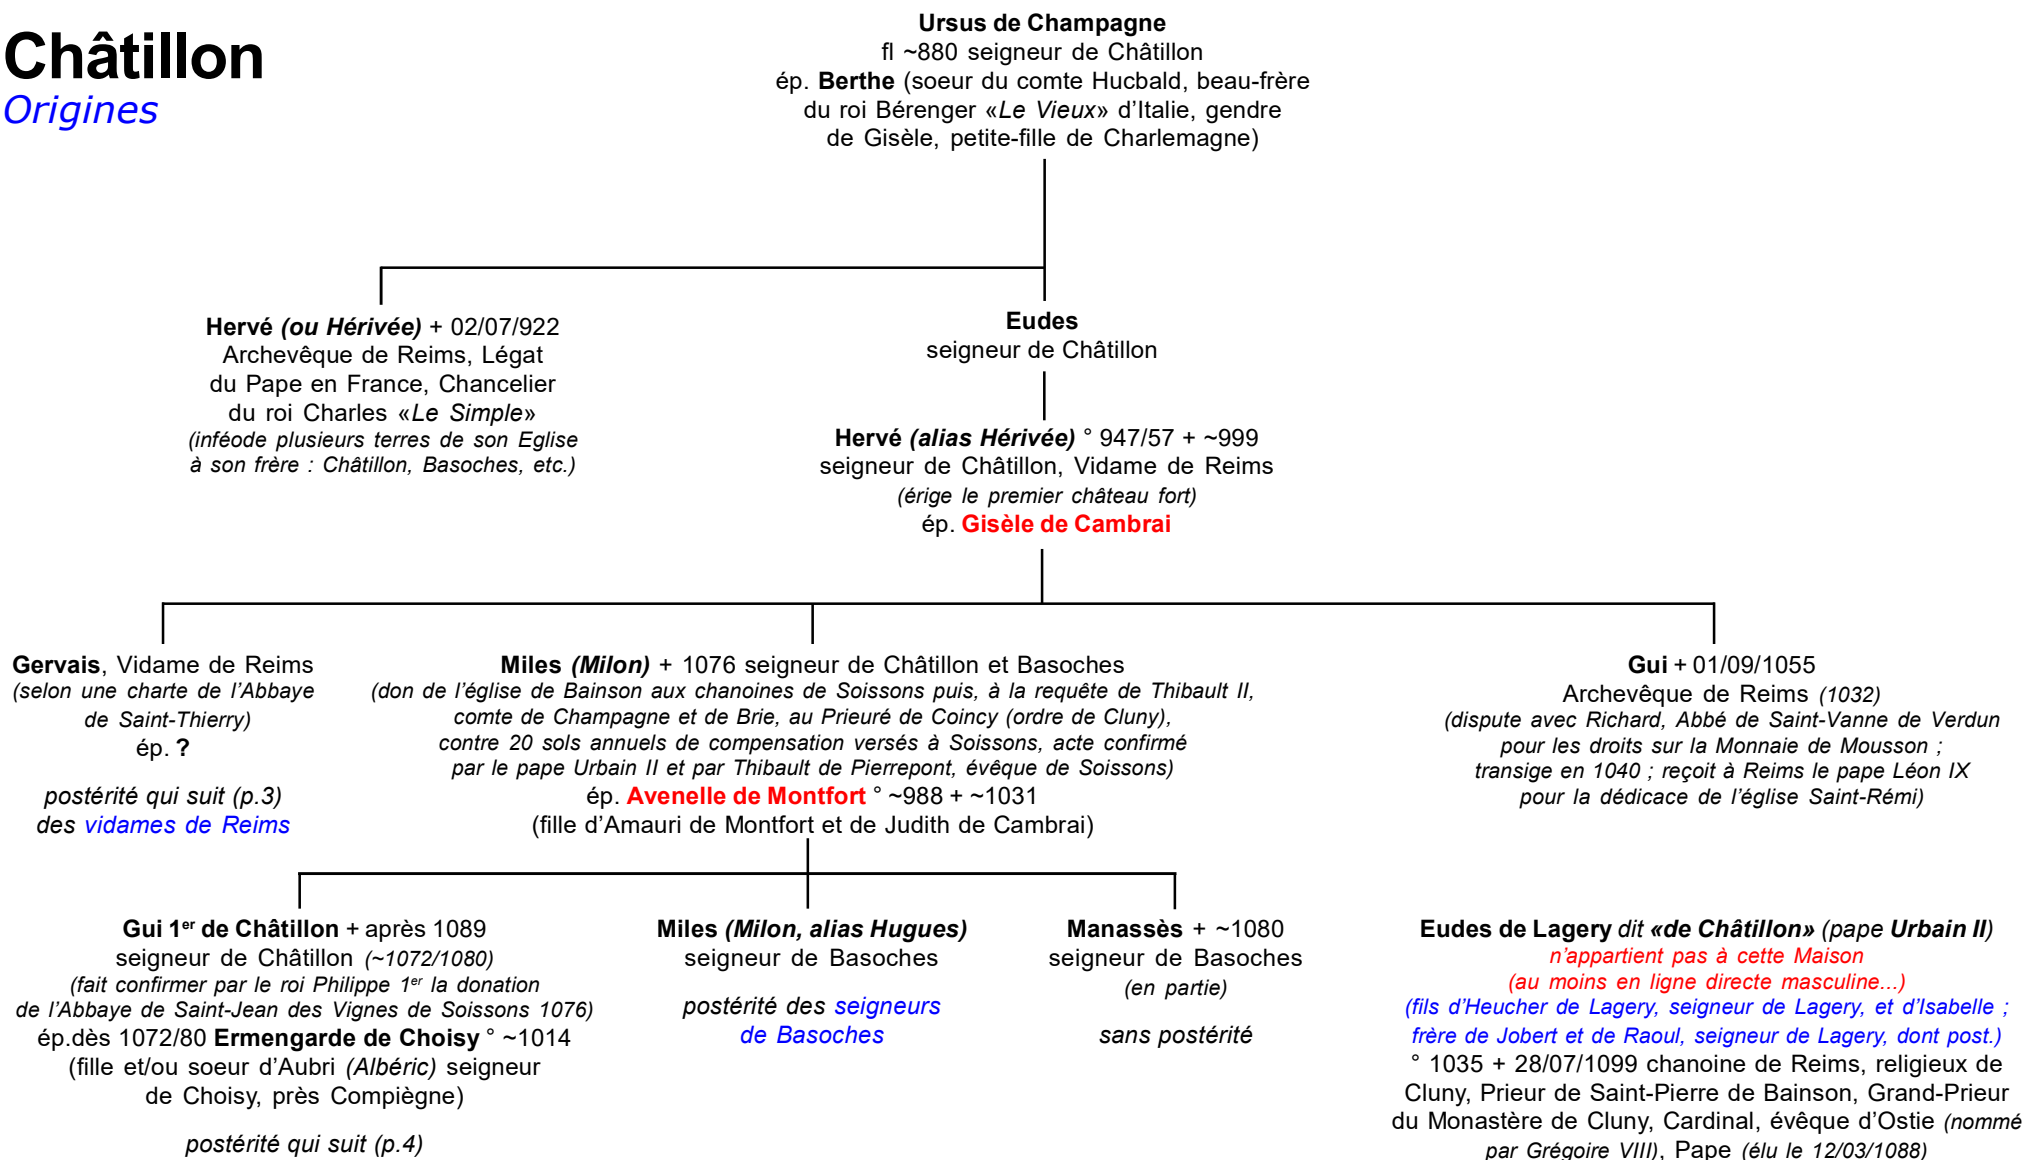 Châtillon
Origines
Ursus de Champagne
fl ~880 seigneur de Châtillon
ép. Berthe (soeur du comte Hucbald, beau-frère
du roi Bérenger «Le Vieux» d'Italie, gendre
de Gisèle, petite-fille de Charlemagne)
Hervé (ou Hérivée) + 02/07/922
Archevêque de Reims, Légat
du Pape en France, Chancelier
du roi Charles «Le Simple»
(inféode plusieurs terres de son Eglise
à son frère : Châtillon, Basoches, etc.)
Eudes
seigneur de Châtillon
Hervé (alias Hérivée) ° 947/57 + ~999
seigneur de Châtillon, Vidame de Reims
(érige le premier château fort)
ép. Gisèle de Cambrai
Gervais, Vidame de Reims
(selon une charte de l'Abbaye
de Saint-Thierry)
ép. ?
postérité qui suit (p.3)
des vidames de Reims
Miles (Milon) + 1076 seigneur de Châtillon et Basoches
(don de l'église de Bainson aux chanoines de Soissons puis, à la requête de Thibault II,
comte de Champagne et de Brie, au Prieuré de Coincy (ordre de Cluny),
contre 20 sols annuels de compensation versés à Soissons, acte confirmé
par le pape Urbain II et par Thibault de Pierrepont, évêque de Soissons)
ép. Avenelle de Montfort ° ~988 + ~1031
(fille d'Amauri de Montfort et de Judith de Cambrai)
Gui + 01/09/1055
Archevêque de Reims (1032)
(dispute avec Richard, Abbé de Saint-Vanne de Verdun
pour les droits sur la Monnaie de Mousson ;
transige en 1040 ; reçoit à Reims le pape Léon IX
pour la dédicace de l'église Saint-Rémi)
Gui 1er de Châtillon + après 1089
seigneur de Châtillon (~1072/1080)
(fait confirmer par le roi Philippe 1er la donation
de l'Abbaye de Saint-Jean des Vignes de Soissons 1076)
ép.dès 1072/80 Ermengarde de Choisy ° ~1014
(fille et/ou soeur d'Aubri (Albéric) seigneur
de Choisy, près Compiègne)
postérité qui suit (p.4)
Miles (Milon, alias Hugues)
seigneur de Basoches
postérité des seigneurs
de Basoches
Manassès + ~1080
seigneur de Basoches
(en partie)
sans postérité
Eudes de Lagery dit «de Châtillon» (pape Urbain II)
n'appartient pas à cette Maison
(au moins en ligne directe masculine...)
(fils d'Heucher de Lagery, seigneur de Lagery, et d'Isabelle ;
frère de Jobert et de Raoul, seigneur de Lagery, dont post.)
° 1035 + 28/07/1099 chanoine de Reims, religieux de
Cluny, Prieur de Saint-Pierre de Bainson, Grand-Prieur
du Monastère de Cluny, Cardinal, évêque d'Ostie (nommé
par Grégoire VIII), Pape (élu le 12/03/1088)